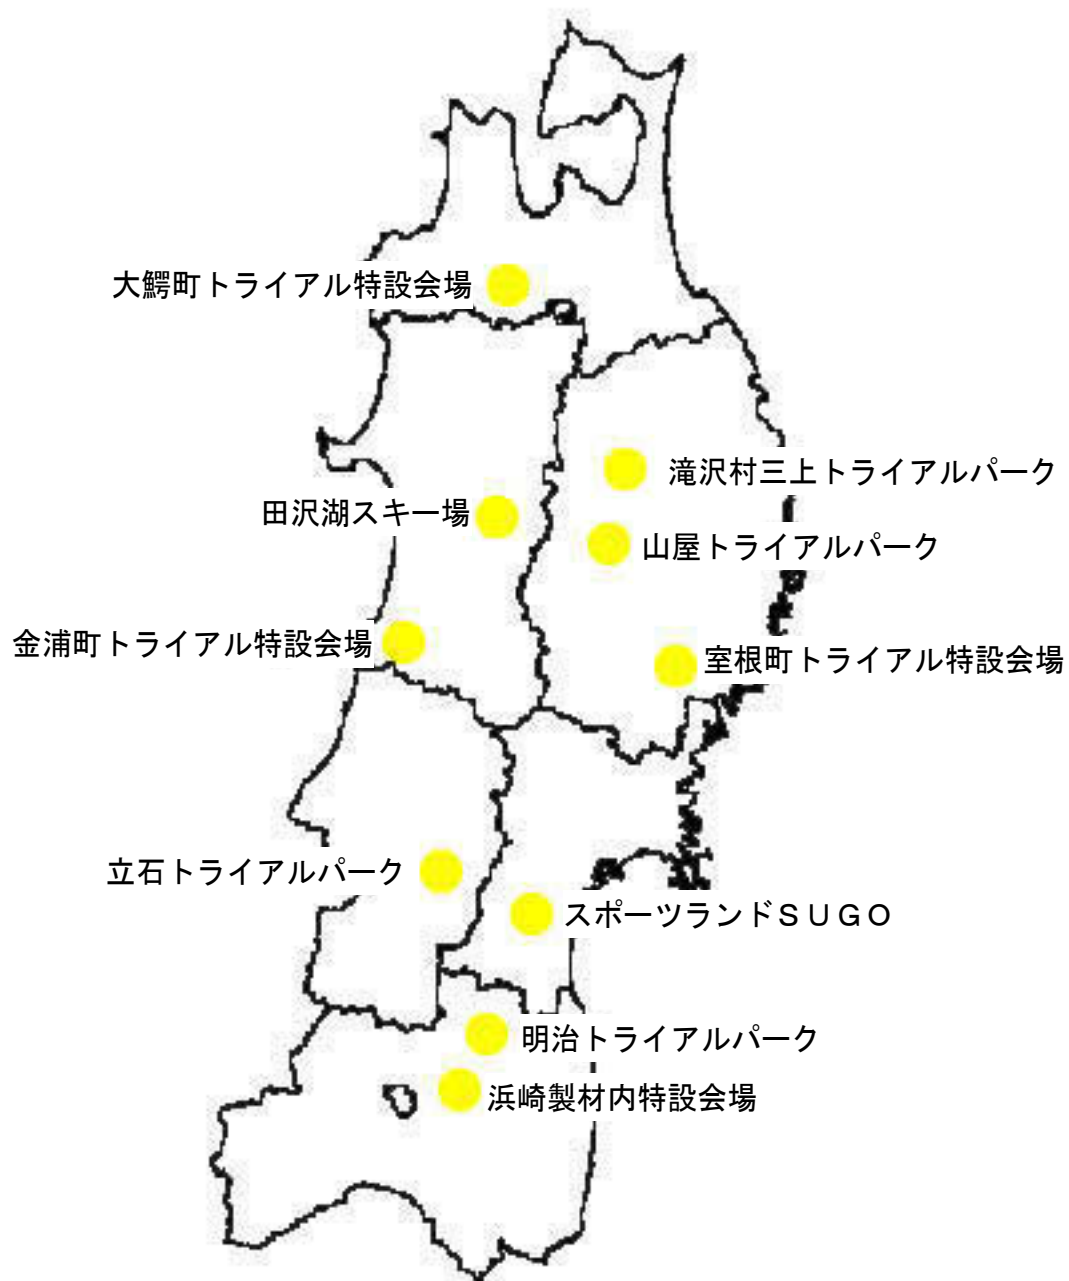 大鰐町トライアル特設会場
滝沢村三上トライアルパーク
田沢湖スキー場
山屋トライアルパーク
金浦町トライアル特設会場
室根町トライアル特設会場
立石トライアルパーク
スポーツランドSUGO
明治トライアルパーク
浜崎製材内特設会場